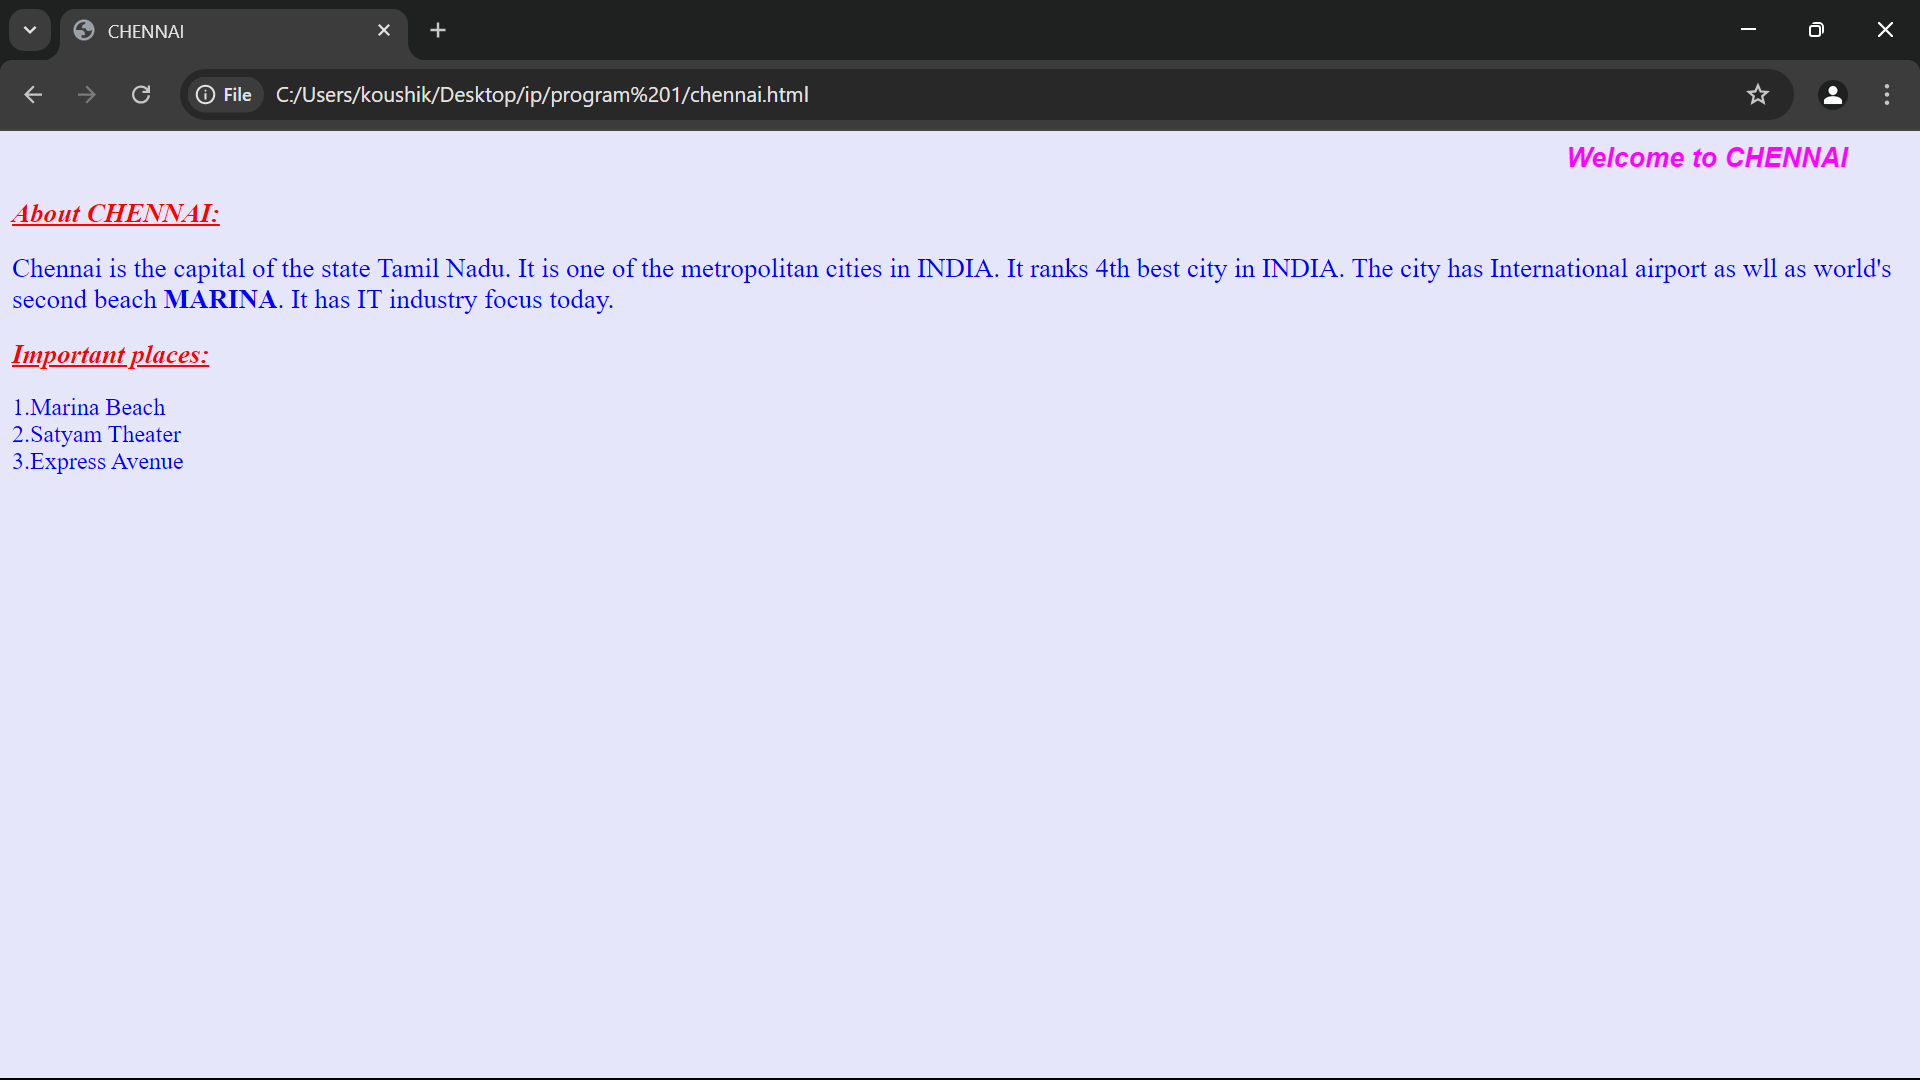 CHENNAI
File C:/Users/koushik/Desktop/ip/program%201/chennai.html
Welcome to CHENNAI
About CHENNAI:
Chennai is the capital of the state Tamil Nadu. It is one of the metropolitan cities in INDIA. It ranks 4th best city in INDIA. The city has International airport as wll as world's
second beach MARINA. It has IT industry focus today.
Important places:
1.Marina Beach
2.Satyam Theater
3.Express Avenue